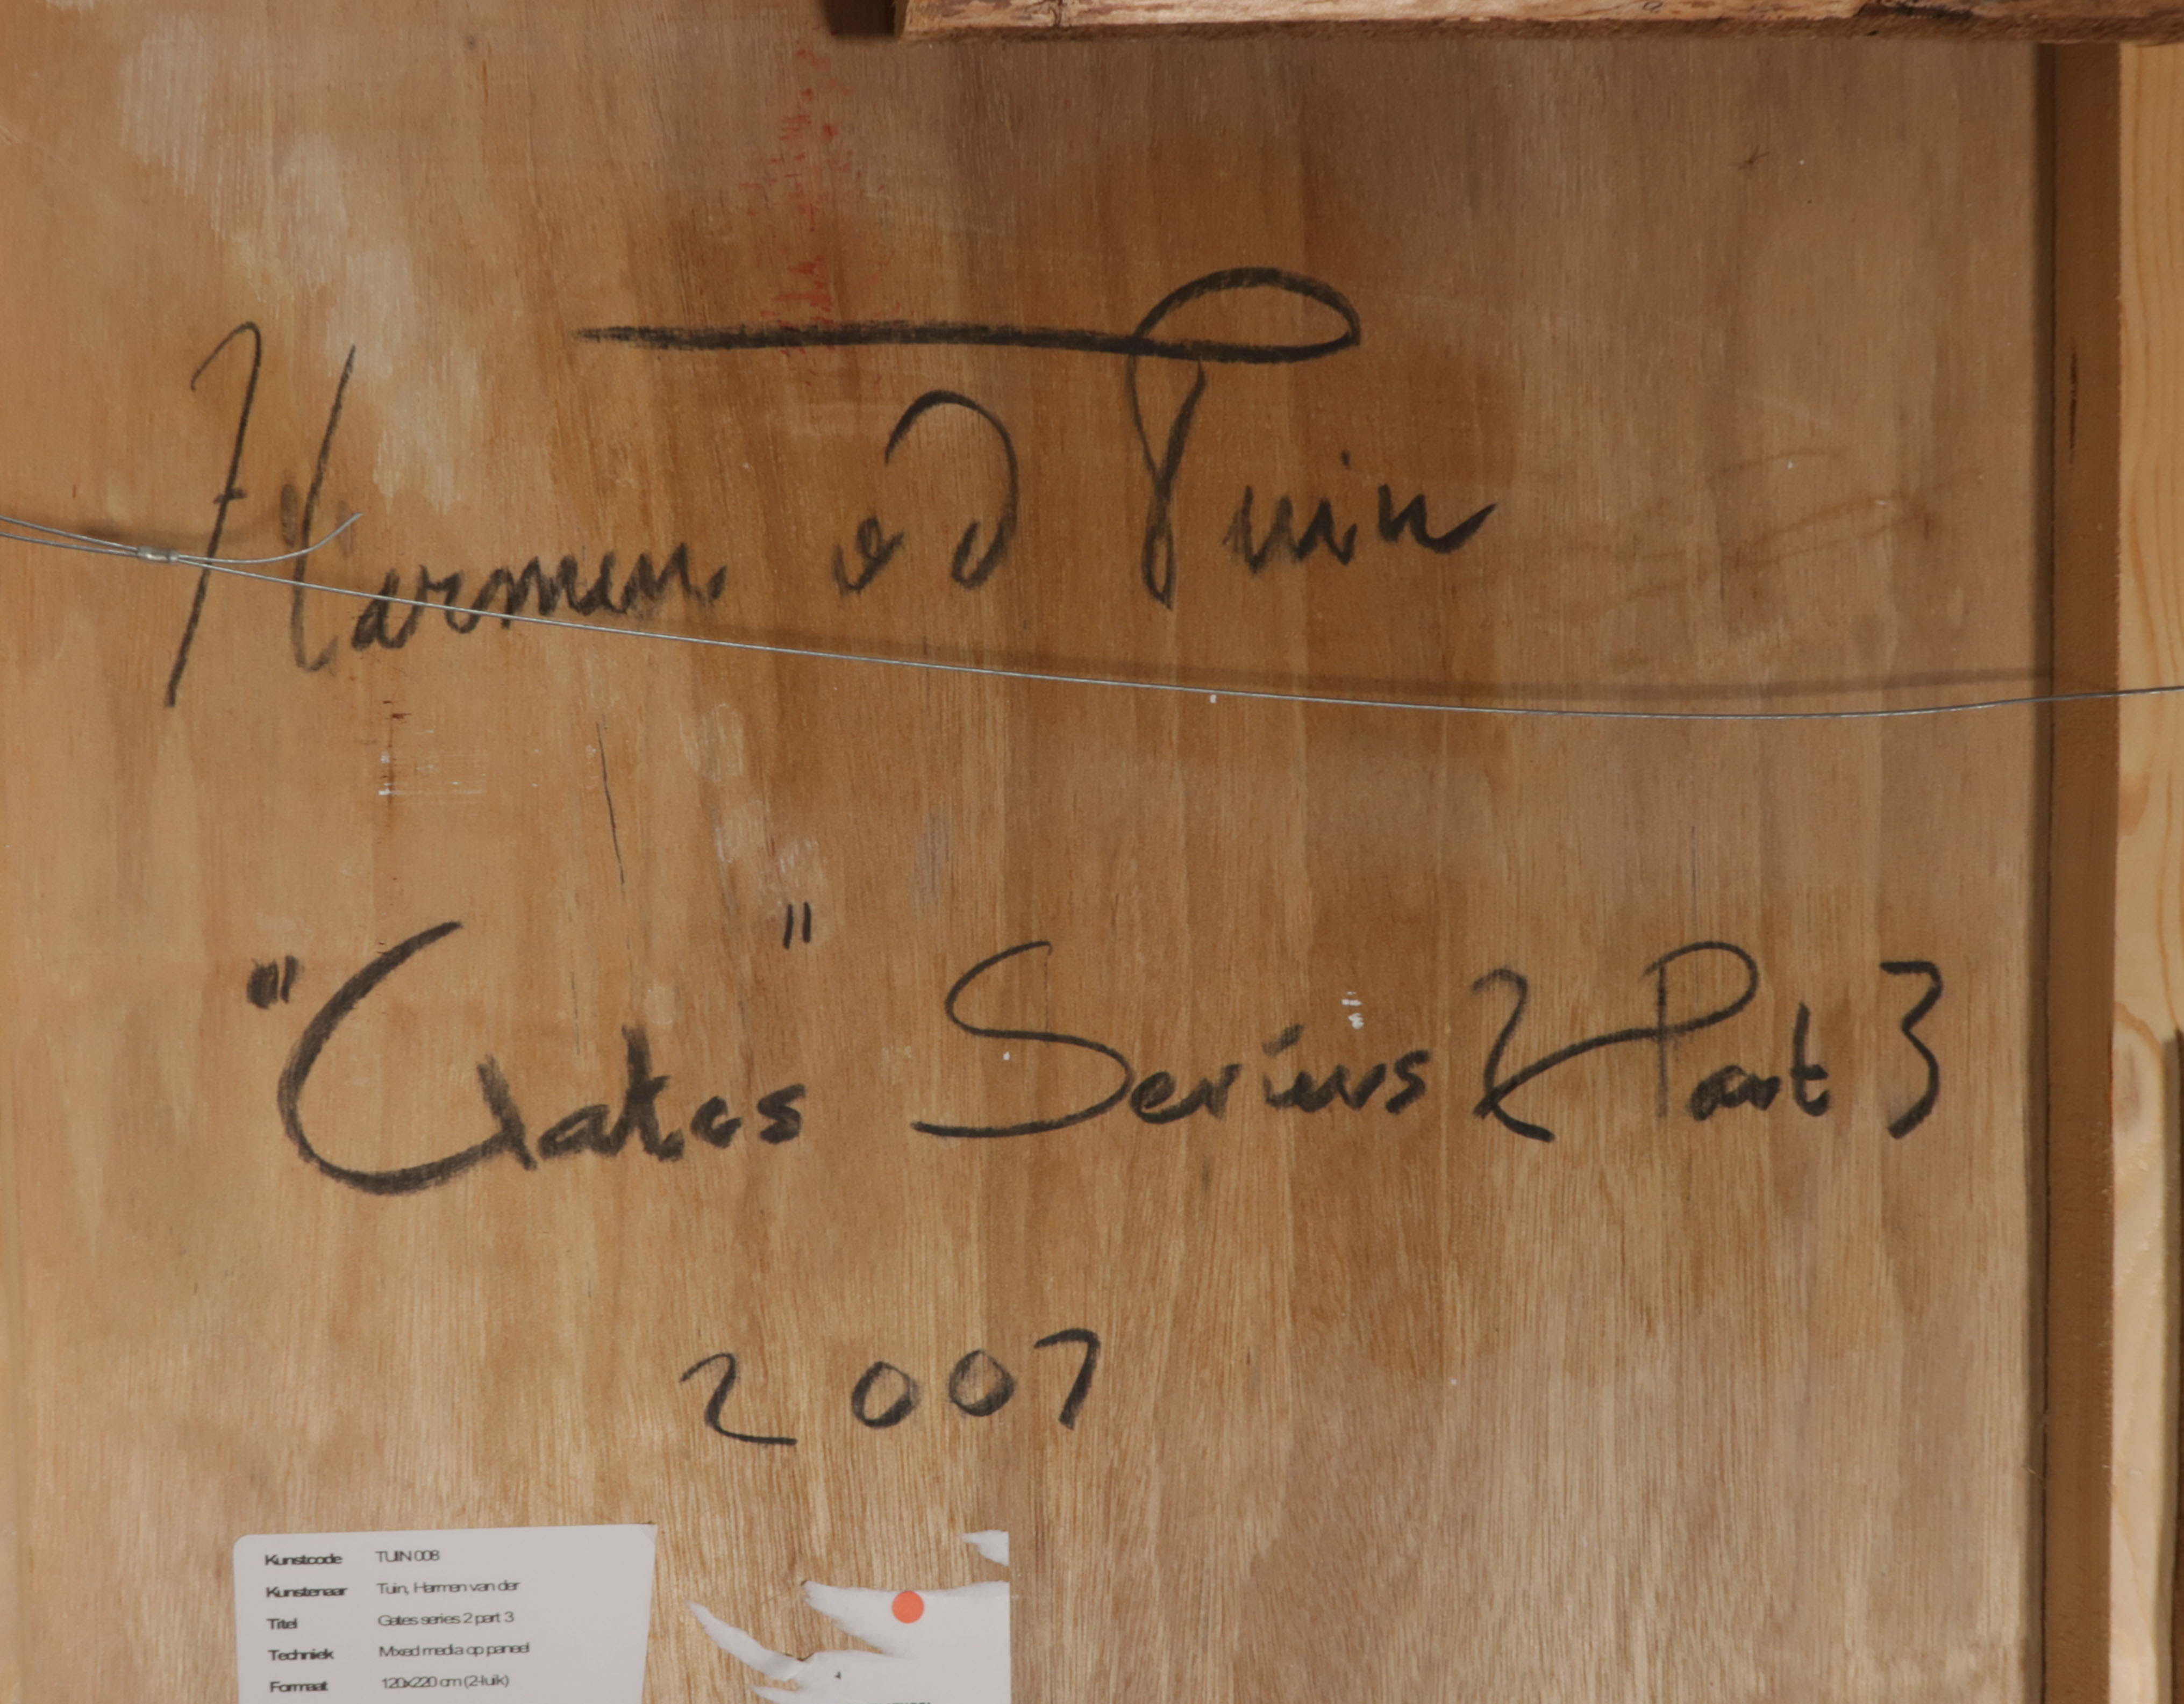 Harmen vd Tuin
"Gates" Series 2 Part 3
2007
Kunstcode TUIN 008
Kunstenaar Tuin, Harmen van der
Titel Gates series 2 part 3
Techniek Mixed media op paneel
Formaat 120x220 cm (2-luik)